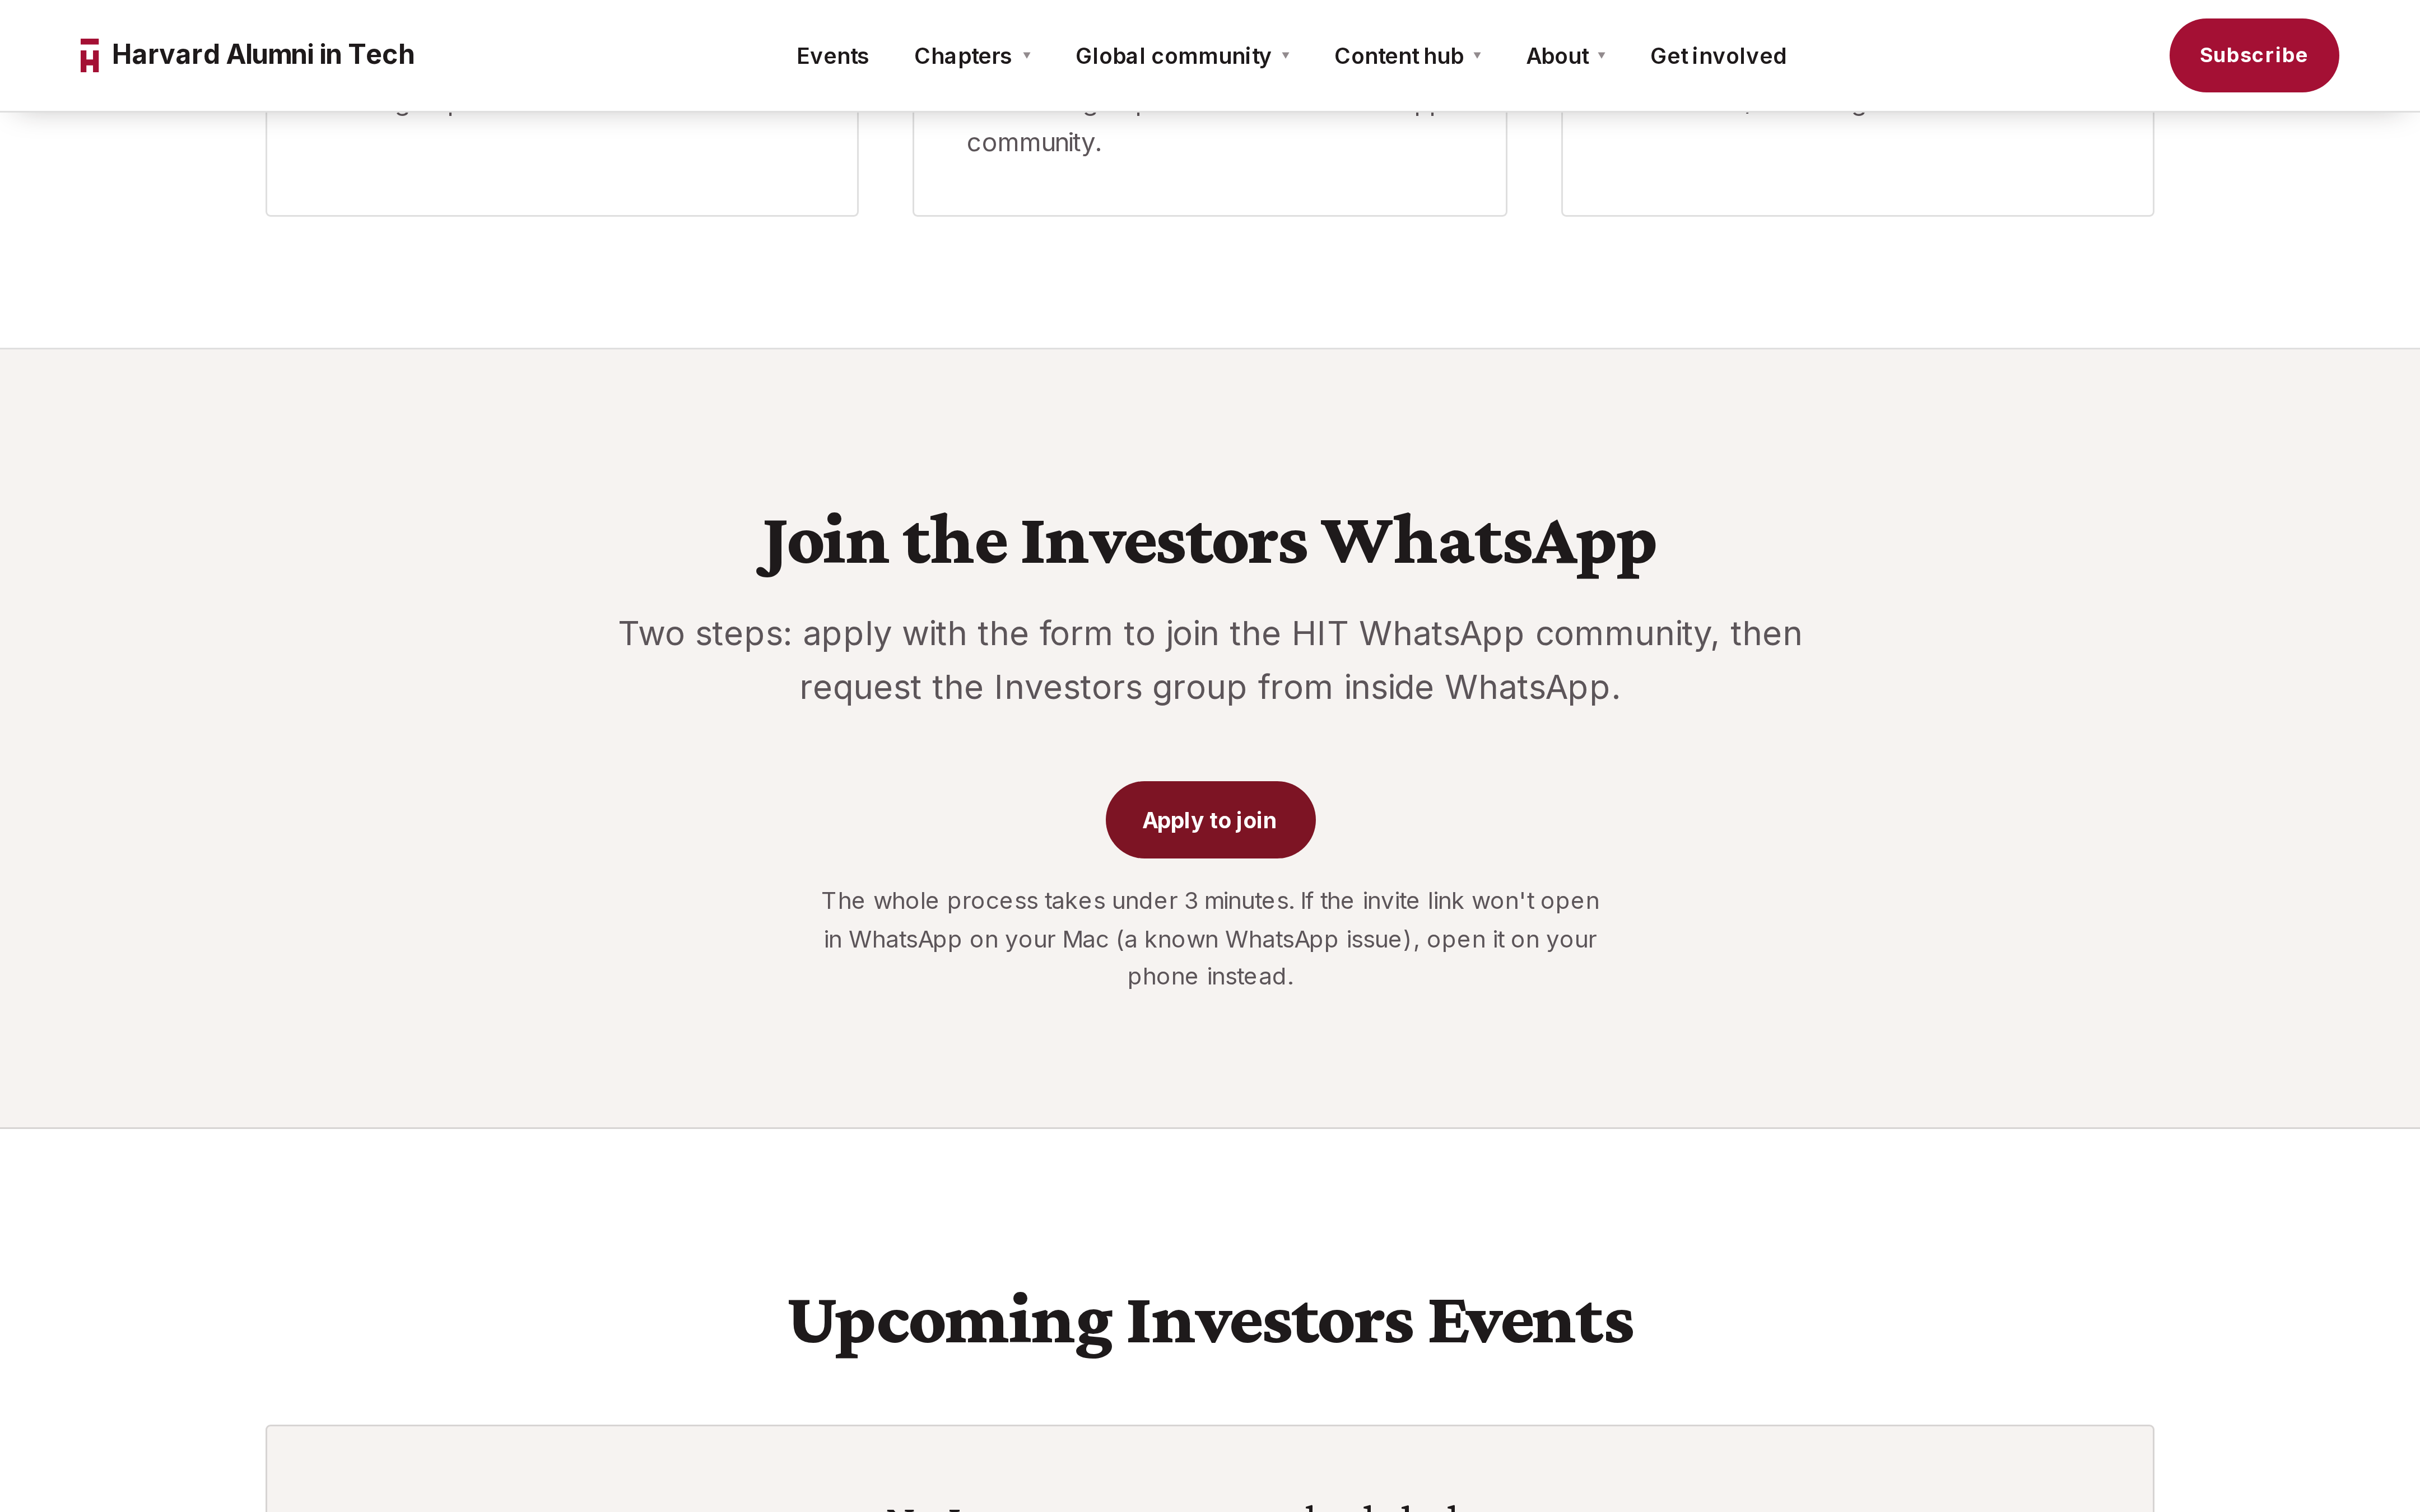 Harvard Alumni in Tech
Events
Chapters
Global community
Content hub
About
Get involved
Subscribe
community.
Join the Investors WhatsApp
Two steps: apply with the form to join the HIT WhatsApp community, then
request the Investors group from inside WhatsApp.
Apply to join
The whole process takes under 3 minutes. If the invite link won't open
in WhatsApp on your Mac (a known WhatsApp issue), open it on your
phone instead.
Upcoming Investors Events